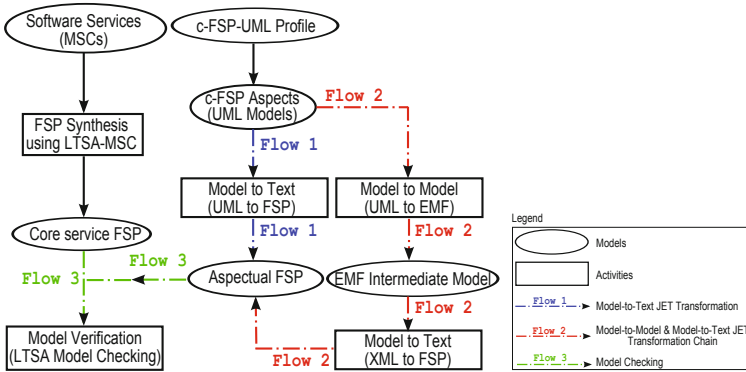 Software Services
(MSCs)
c-FSP-UML Profile
c-FSP Aspects
(UML Models)
Flow 2
FSP Synthesis
using LTSA-MSC
Flow 1
Model to Text
(UML to FSP)
Model to Model
(UML to EMF)
Flow 1
Flow 2
Core service FSP
Flow 3
Flow 3
Aspectual FSP
EMF Intermediate Model
Flow 2
Model Verification
(LTSA Model Checking)
Flow 2
Model to Text
(XML to FSP)
Legend
Models
Activities
Flow 1
Model-to-Text JET Transformation
Flow 2
Model-to-Model & Model-to-Text JET
Transformation Chain
Flow 3
Model Checking